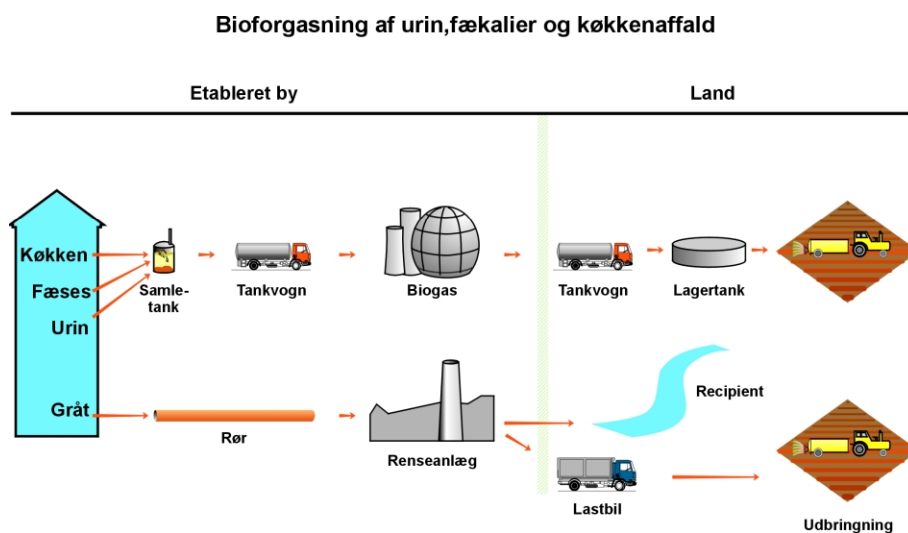 Bioforgasning af urin,fækalier og køkkenaffald
Etableret by
Land
Køkken
Fæses
Urin
Samle-
tank
Tankvogn
Biogas
Tankvogn
Lagertank
Gråt
Rør
Renseanlæg
Recipient
Lastbil
Udbringning